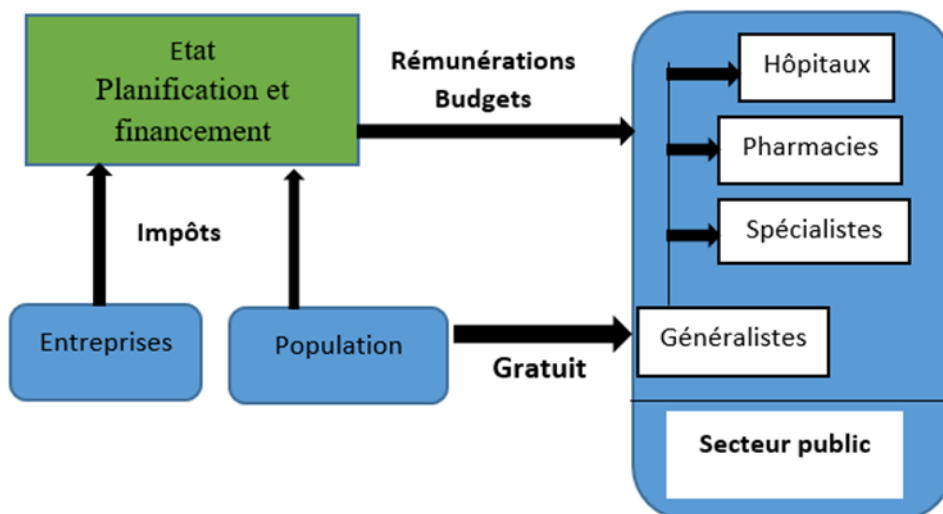 Etat
Planification et
financement
Rémunérations
Budgets
Hôpitaux
Pharmacies
Spécialistes
Impôts
Entreprises
Population
Gratuit
Généralistes
Secteur public